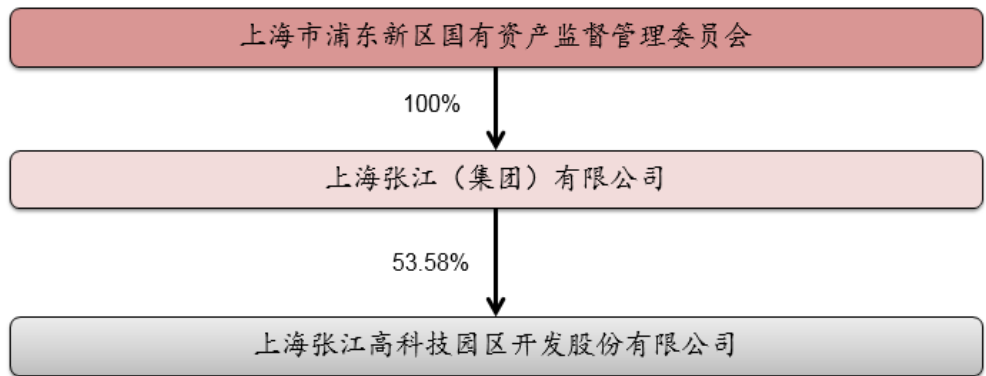 上海市浦东新区国有资产监督管理委员会
100%
上海张江（集团）有限公司
53.58%
上海张江高科技园区开发股份有限公司